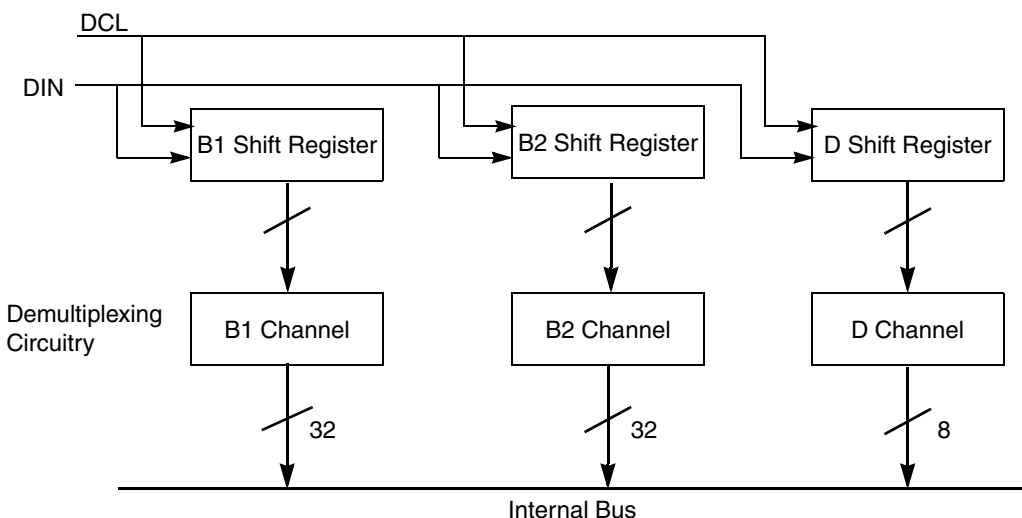 DCL
DIN
B1 Shift Register
B2 Shift Register
D Shift Register
Demultiplexing
Circuitry
B1 Channel
B2 Channel
D Channel
32
32
8
Internal Bus